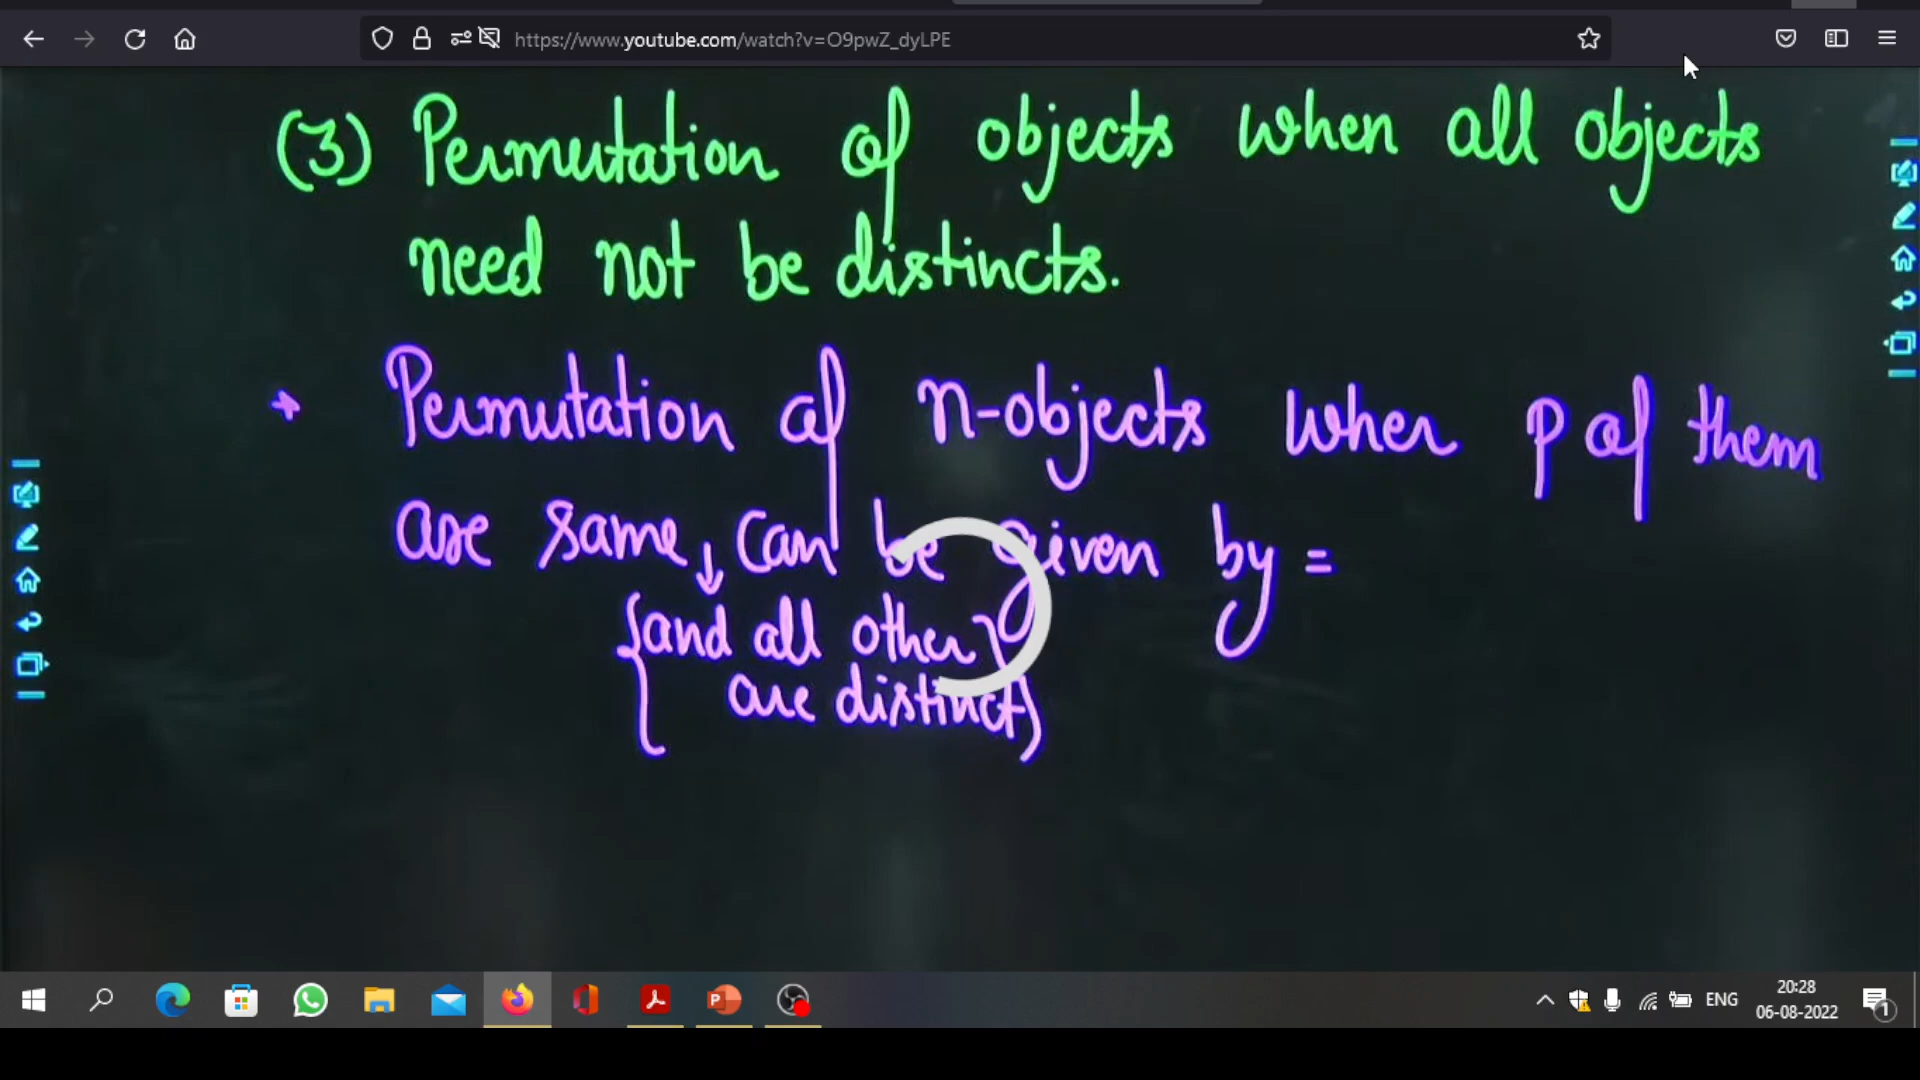 https://www.youtube.com/watch?v=O9pwZ_dyLPE
(3) Permutation of objects when all objects
need not be distincts.
* Permutation of n-objects when p of them
are same, can be given by =
{and all other
are distinct}
ENG
20:28
06-08-2022
1